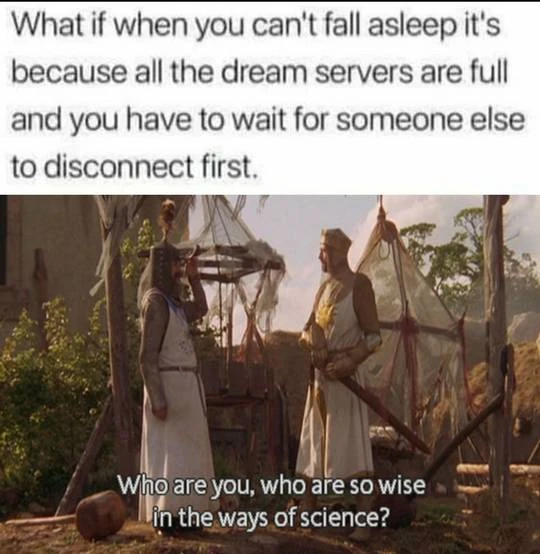 What if when you can't fall asleep it's
because all the dream servers are full
and you have to wait for someone else
to disconnect first.
Who are you, who are so wise
in the ways of science?